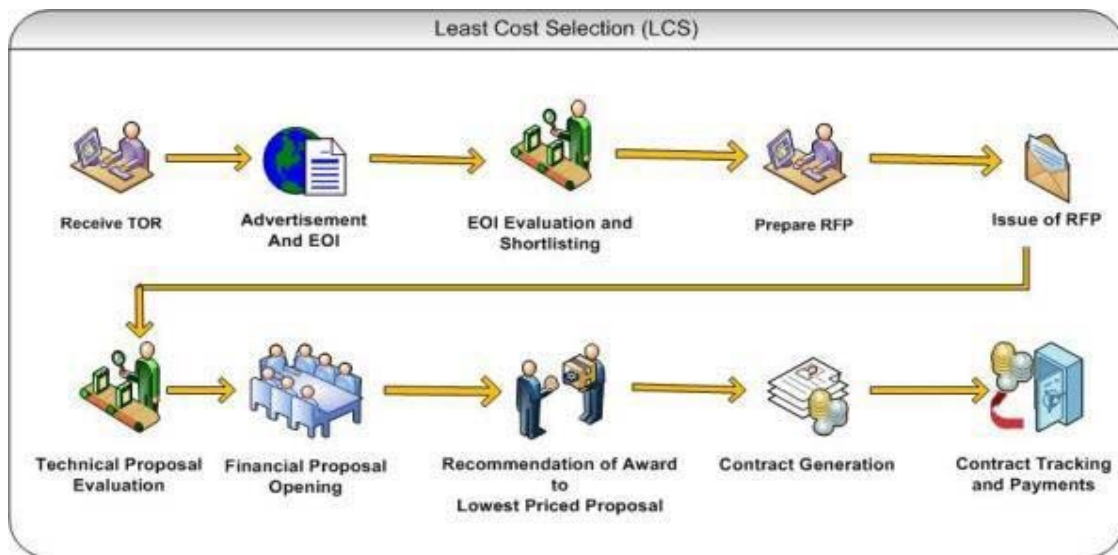 Least Cost Selection (LCS)
Receive TOR
Advertisement
And EOI
EOI Evaluation and
Shortlisting
Prepare RFP
Issue of RFP
Technical Proposal
Evaluation
Financial Proposal
Opening
Recommendation of Award
to
Lowest Priced Proposal
Contract Generation
Contract Tracking
and Payments